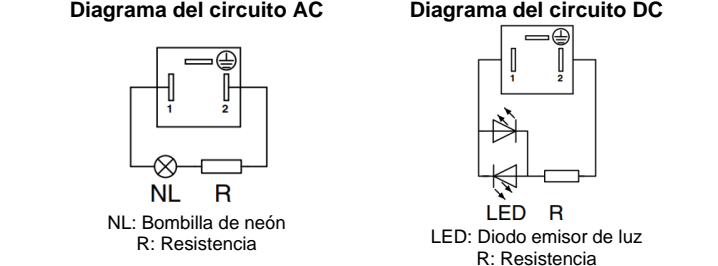 Diagrama del circuito AC
1 2
NL R
NL: Bombilla de neón
R: Resistencia
Diagrama del circuito DC
1 2
LED R
LED: Diodo emisor de luz
R: Resistencia